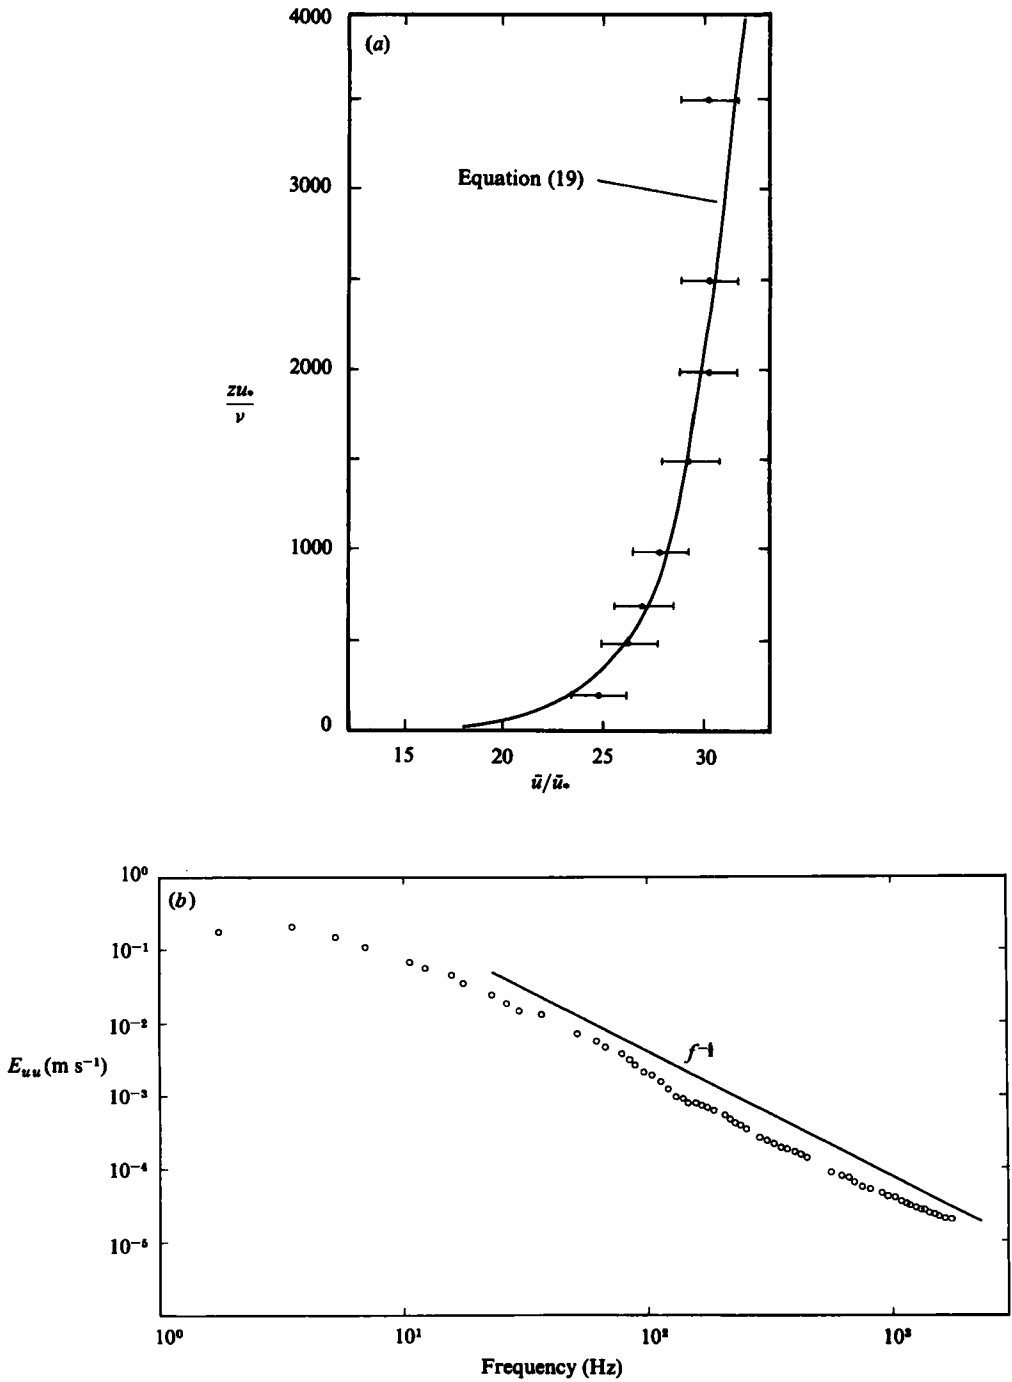 (a)
4000
3000
2000
1000
0
zu*/ν
Equation (19)
15 20 25 30
ū/ū*
(b)
10⁰
10⁻¹
10⁻²
10⁻³
10⁻⁴
10⁻⁵
Eᵤᵤ (m s⁻¹)
10⁰ 10¹ 10² 10³
Frequency (Hz)